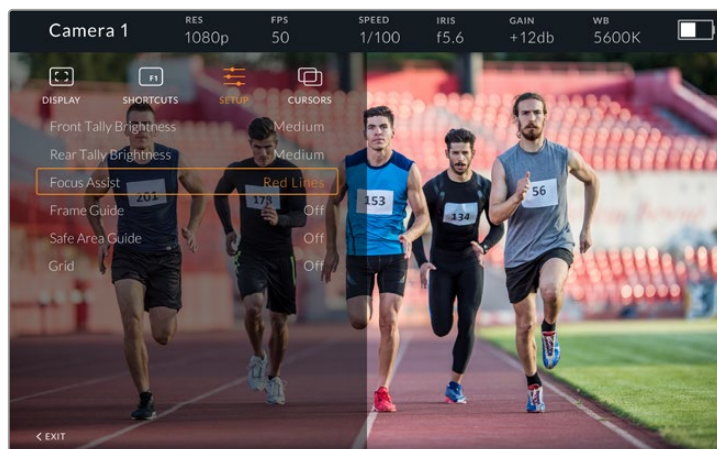 Camera 1
RES FPS SPEED IRIS GAIN WB
1080p 50 1/100 f5.6 +12db 5600K
F1
DISPLAY SHORTCUTS SETUP CURSORS
Front Tally Brightness Medium
Rear Tally Brightness Medium
Focus Assist Red Lines
Frame Guide Off
Safe Area Guide Off
Grid Off
201 178 153 134 56
< EXIT